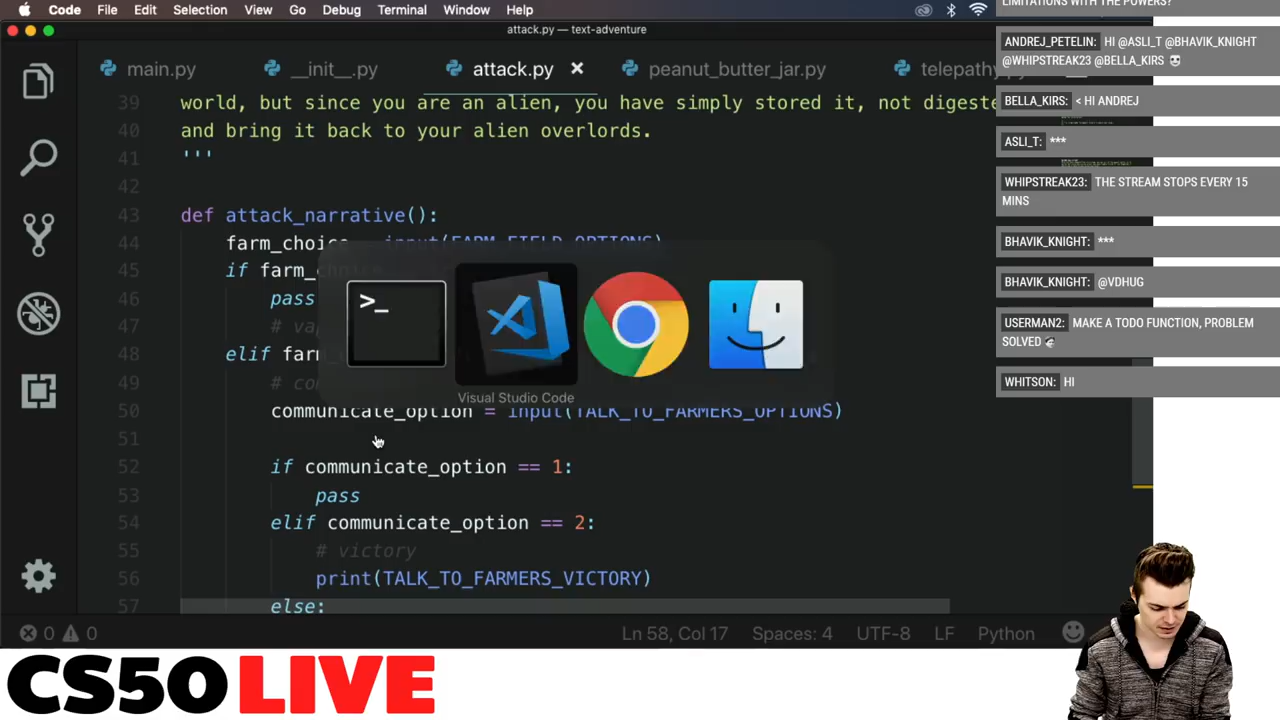 Code File Edit Selection View Go Debug Terminal Window Help
attack.py — text-adventure
main.py __init__.py attack.py peanut_butter_jar.py telepathy
39 world, but since you are an alien, you have simply stored it, not digeste
40 and bring it back to your alien overlords.
41 '''
42
43 def attack_narrative():
44 farm_choice = input(FARM_FIELD_OPTIONS)
45 if farm_
46 pass
47 # va
48 elif farm
49 # co
50 communicate_option = input(TALK_TO_FARMERS_OPTIONS)
51
52 if communicate_option == 1:
53 pass
54 elif communicate_option == 2:
55 # victory
56 print(TALK_TO_FARMERS_VICTORY)
57 else:
>_
Visual Studio Code
0 0 Ln 58, Col 17 Spaces: 4 UTF-8 LF Python
LIMITATIONS WITH THE POWERS?
ANDREJ_PETELIN: HI @ASLI_T @BHAVIK_KNIGHT
@WHIPSTREAK23 @BELLA_KIRS
BELLA_KIRS: < HI ANDREJ
ASLI_T: ***
WHIPSTREAK23: THE STREAM STOPS EVERY 15
MINS
BHAVIK_KNIGHT: ***
BHAVIK_KNIGHT: @VDHUG
USERMAN2: MAKE A TODO FUNCTION, PROBLEM
SOLVED
WHITSON: HI
CS50 LIVE